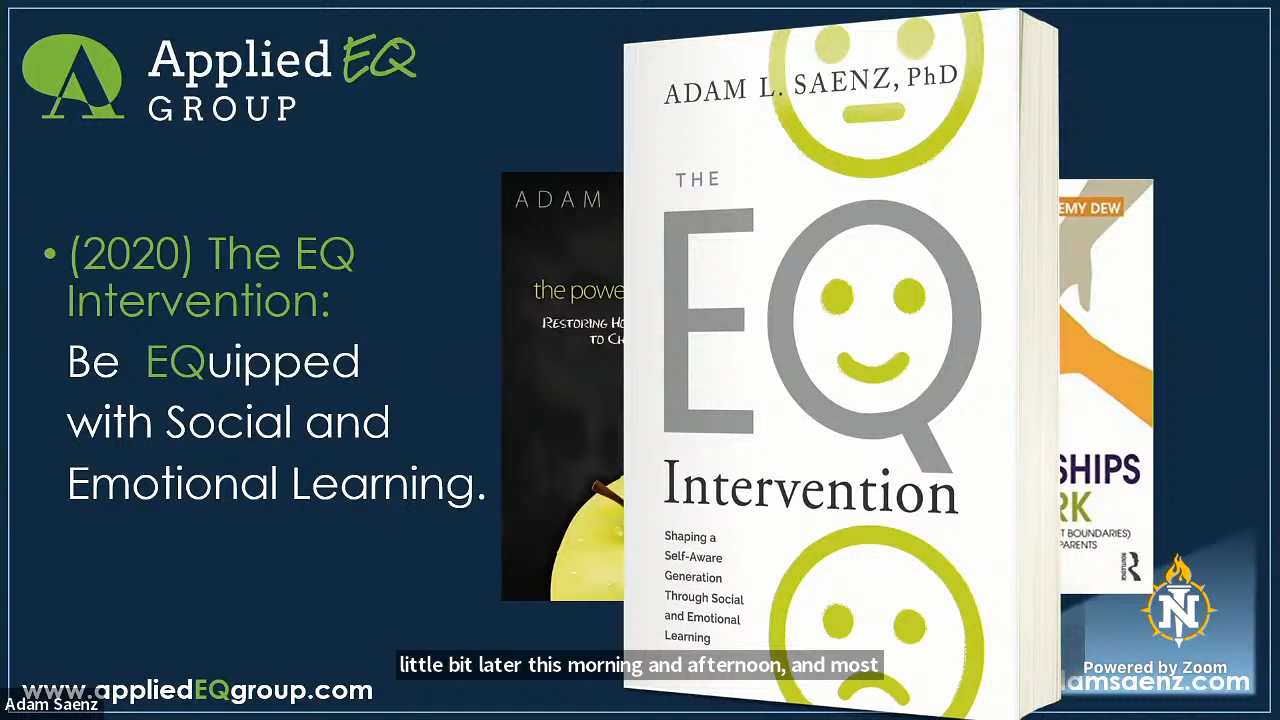 Applied EQ
GROUP
• (2020) The EQ
Intervention:
Be EQuipped
with Social and
Emotional Learning.
ADAM
the powe
RESTORING HO
TO CH
ADAM L. SAENZ, PhD
THE
EQ
Intervention
Shaping a
Self-Aware
Generation
Through Social
and Emotional
Learning
EMY DEW
SHIPS
RK
T BOUNDARIES)
PARENTS
ROUTLEDGE
N
Powered by Zoom
amsaenz.com
little bit later this morning and afternoon, and most
www.appliedEQgroup.com
Adam Saenz